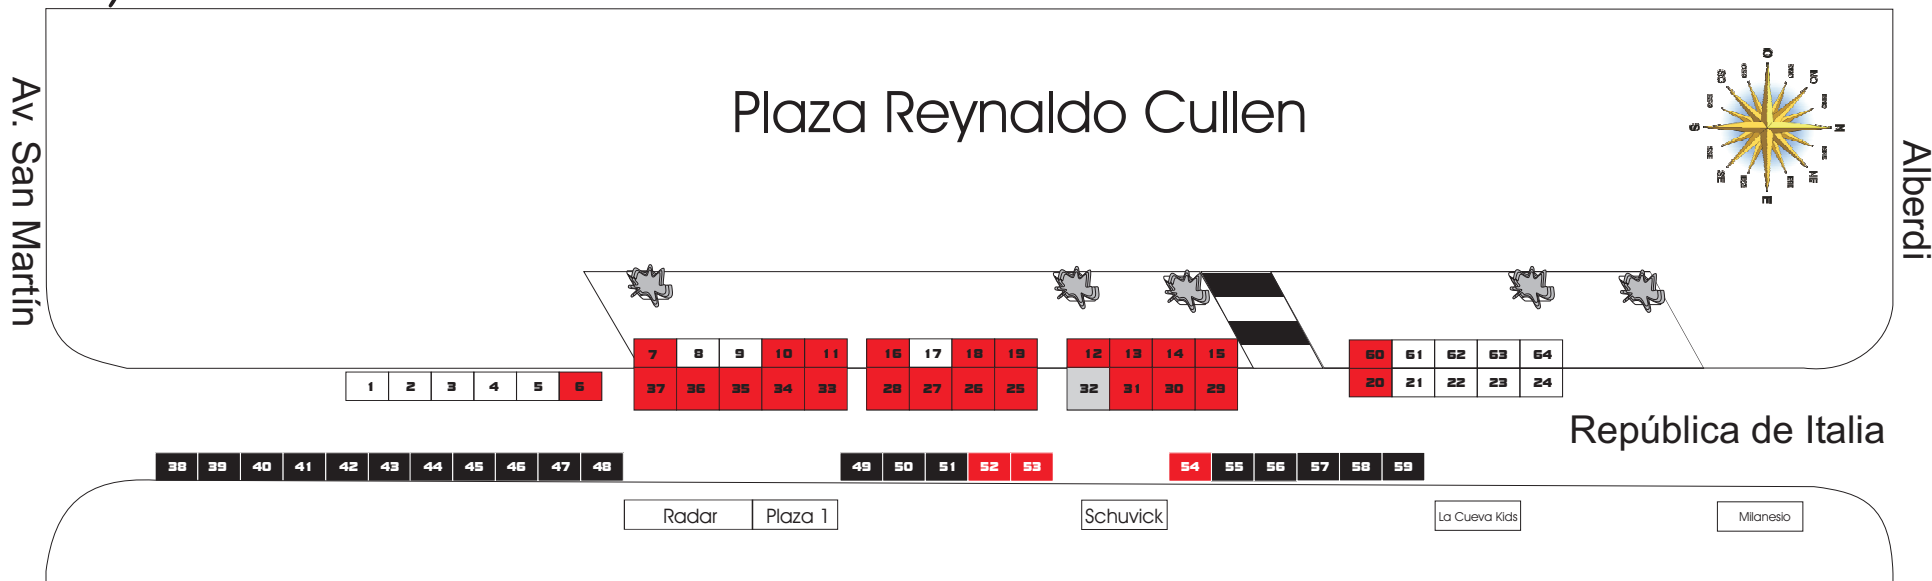 Plaza Reynaldo Cullen
Av. San Martín
Alberdi
O
N
S
E
SO
NO
SE
NE
7 8 9 10 11
16 17 18 19
12 13 14 15
60 61 62 63 64
1 2 3 4 5 6
37 36 35 34 33
28 27 26 25
32 31 30 29
20 21 22 23 24
República de Italia
38 39 40 41 42 43 44 45 46 47 48
49 50 51 52 53
54 55 56 57 58 59
Radar
Plaza 1
Schuvick
La Cueva Kids
Milanesio